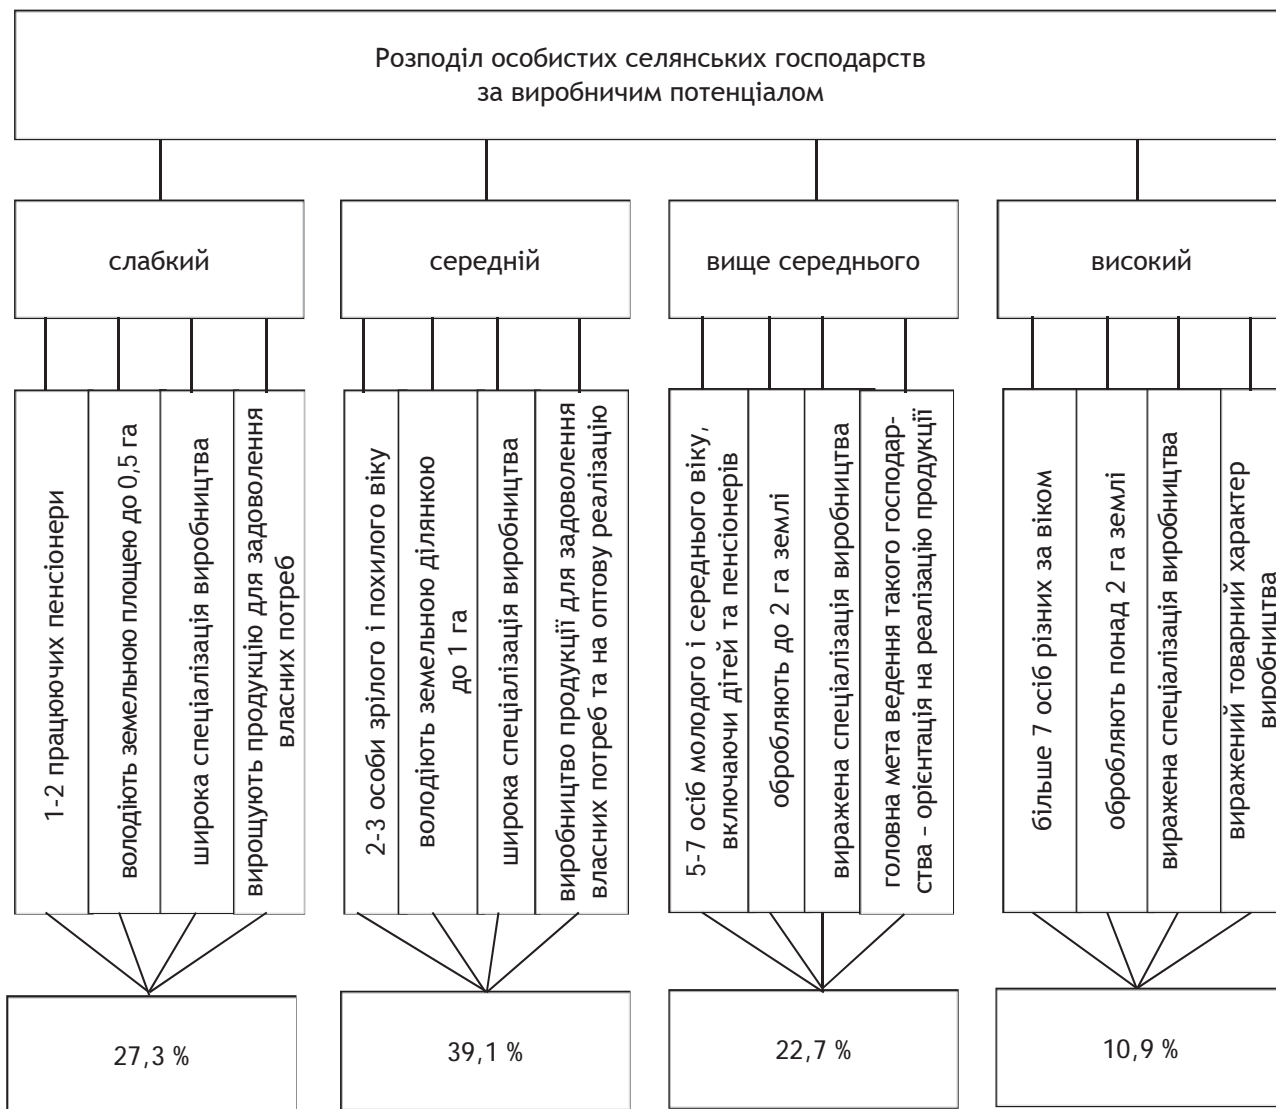 Розподіл особистих селянських господарств
за виробничим потенціалом
слабкий
середній
вище середнього
високий
1-2 працюючих пенсіонери
володіють земельною площею до 0,5 га
широка спеціалізація виробництва
вирощують продукцію для задоволення
власних потреб
2-3 особи зрілого і похилого віку
володіють земельною ділянкою
до 1 га
широка спеціалізація виробництва
виробництво продукції для задоволення
власних потреб та на оптову реалізацію
5-7 осіб молодого і середнього віку,
включаючи дітей та пенсіонерів
обробляють до 2 га землі
виражена спеціалізація виробництва
головна мета ведення такого господар-
ства – орієнтація на реалізацію продукції
більше 7 осіб різних за віком
обробляють понад 2 га землі
виражена спеціалізація виробництва
виражений товарний характер
виробництва
27,3 %
39,1 %
22,7 %
10,9 %